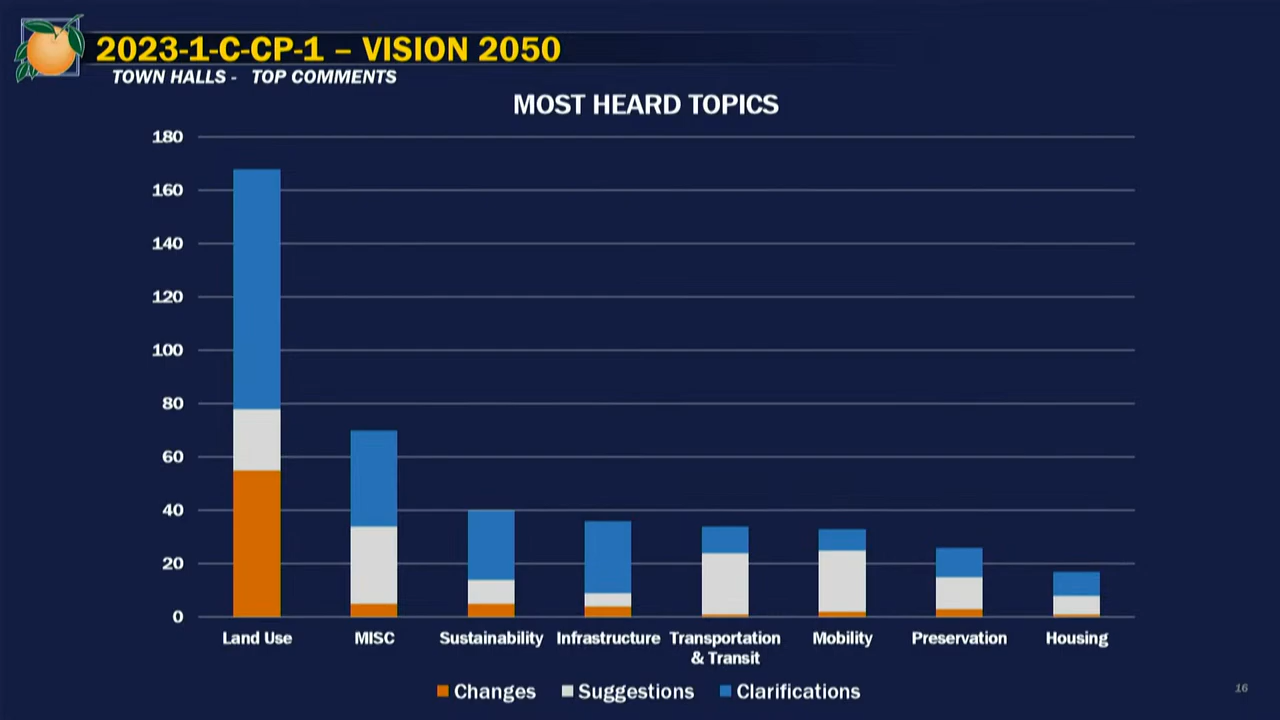 2023-1-C-CP-1 – VISION 2050
TOWN HALLS - TOP COMMENTS
MOST HEARD TOPICS
180
160
140
120
100
80
60
40
20
0
Land Use MISC Sustainability Infrastructure Transportation & Transit Mobility Preservation Housing
Changes Suggestions Clarifications
16